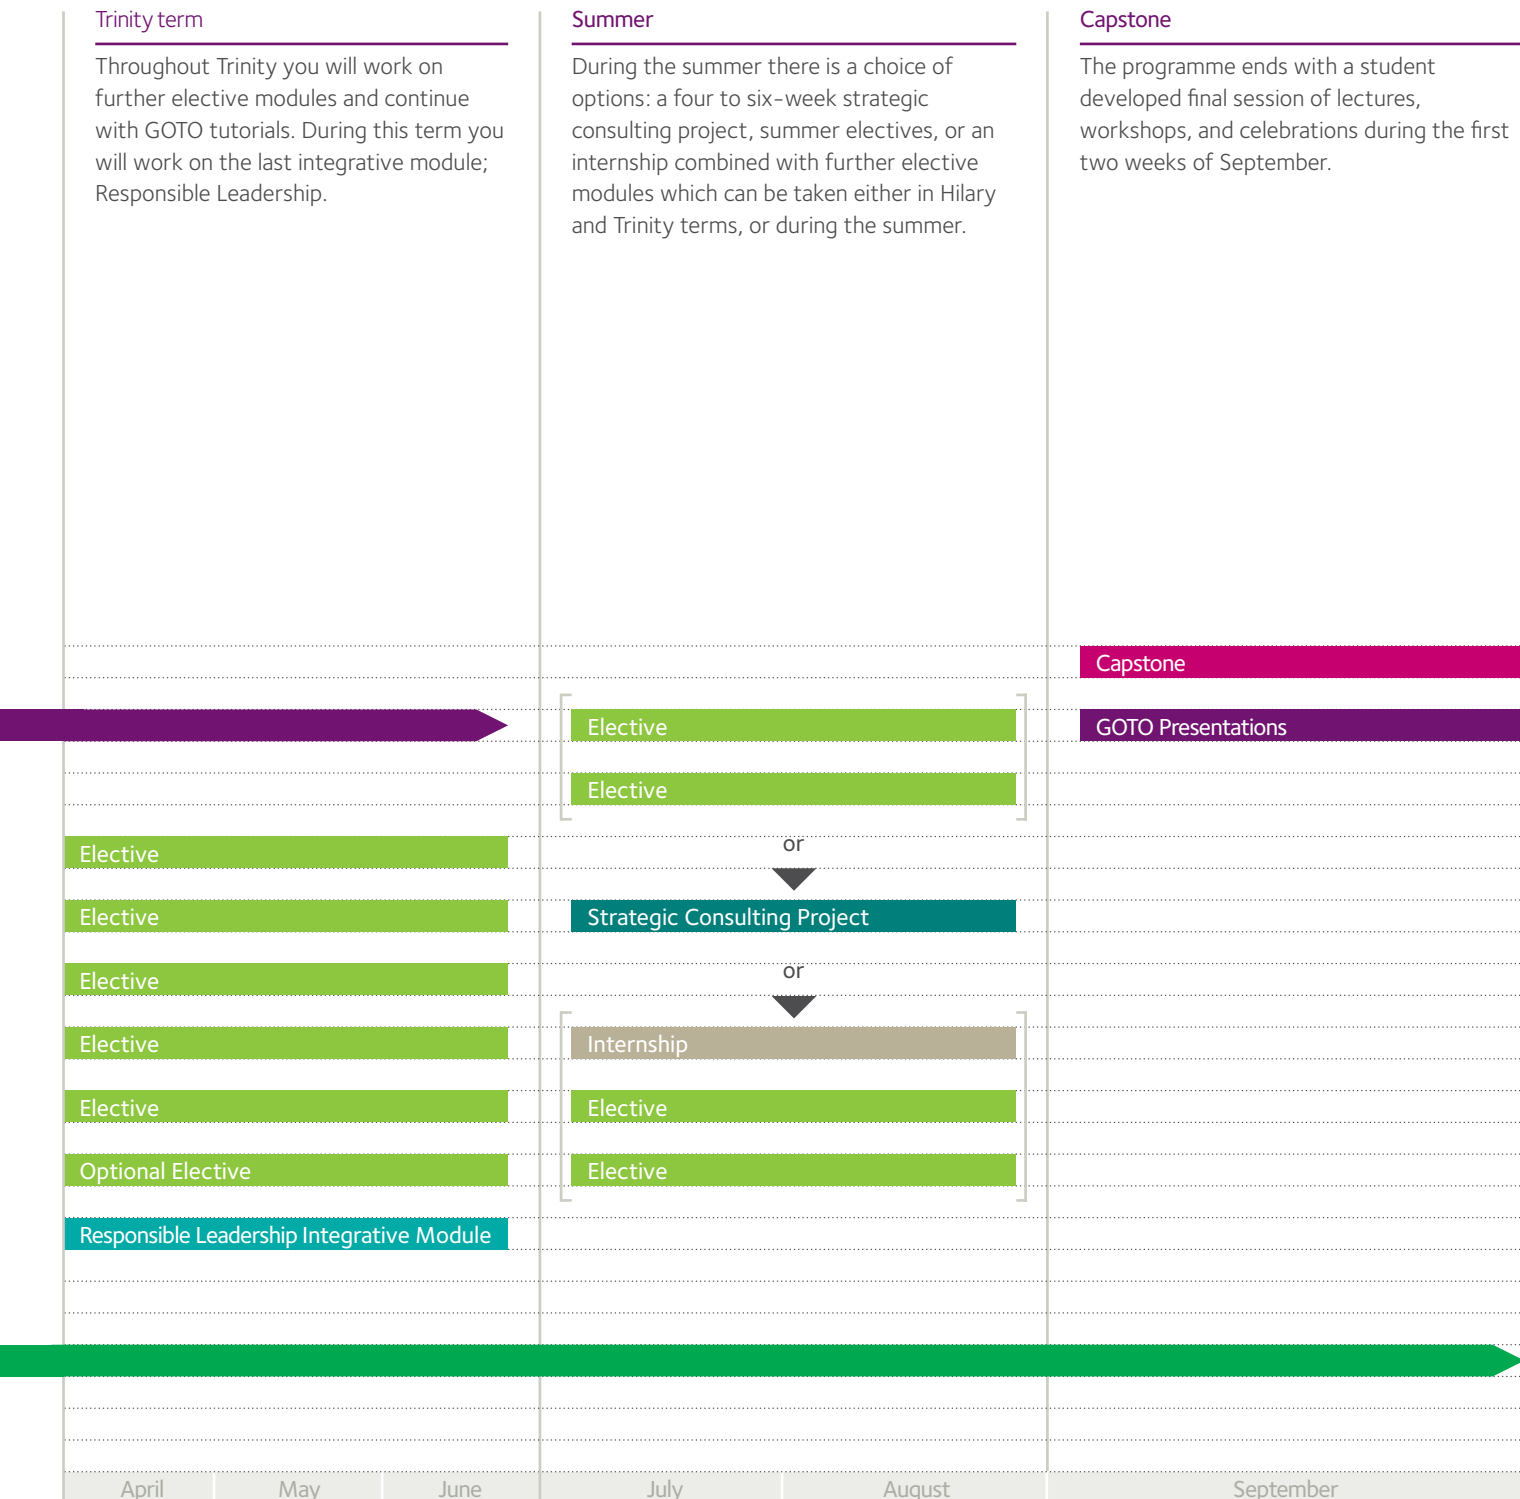 Trinity term
Throughout Trinity you will work on
further elective modules and continue
with GOTO tutorials. During this term you
will work on the last integrative module;
Responsible Leadership.
Summer
During the summer there is a choice of
options: a four to six-week strategic
consulting project, summer electives, or an
internship combined with further elective
modules which can be taken either in Hilary
and Trinity terms, or during the summer.
Capstone
The programme ends with a student
developed final session of lectures,
workshops, and celebrations during the first
two weeks of September.
Elective
Elective
Elective
Elective
Elective
Optional Elective
Responsible Leadership Integrative Module
Elective
Elective
or
Strategic Consulting Project
or
Internship
Elective
Elective
Capstone
GOTO Presentations
April
May
June
July
August
September